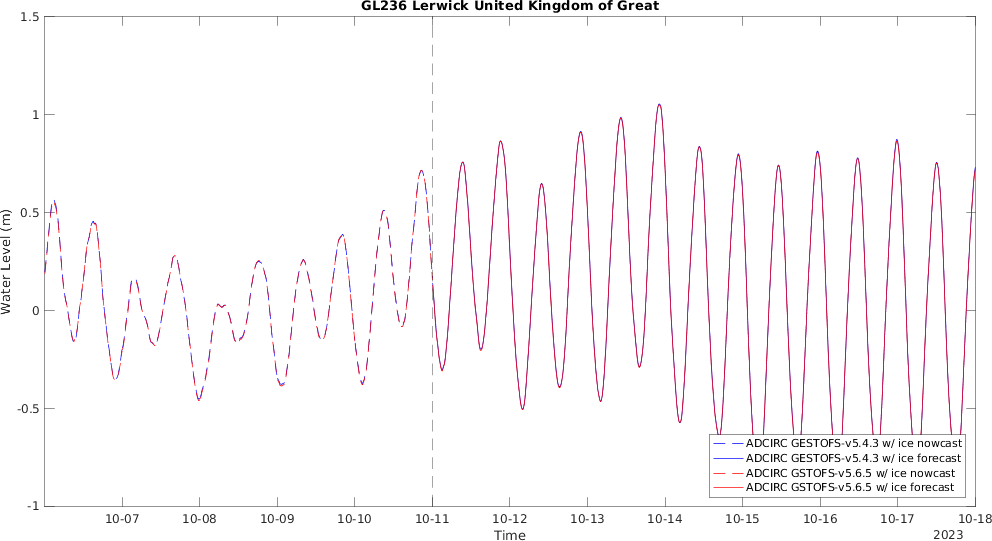 GL236 Lerwick United Kingdom of Great
1.5
1
0.5
0
-0.5
-1
Water Level (m)
10-07 10-08 10-09 10-10 10-11 10-12 10-13 10-14 10-15 10-16 10-17 10-18
Time
2023
ADCIRC GESTOFS-v5.4.3 w/ ice nowcast
ADCIRC GESTOFS-v5.4.3 w/ ice forecast
ADCIRC GSTOFS-v5.6.5 w/ ice nowcast
ADCIRC GSTOFS-v5.6.5 w/ ice forecast